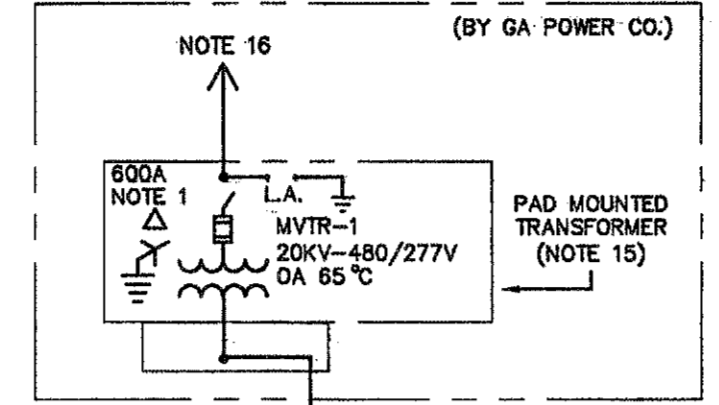 (BY GA POWER CO.)
NOTE 16
600A
NOTE 1
L.A.
MVTR-1
20KV-480/277V
OA 65 °C
PAD MOUNTED
TRANSFORMER
(NOTE 15)